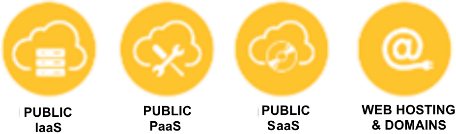 PUBLIC
IaaS
PUBLIC
PaaS
PUBLIC
SaaS
WEB HOSTING
& DOMAINS